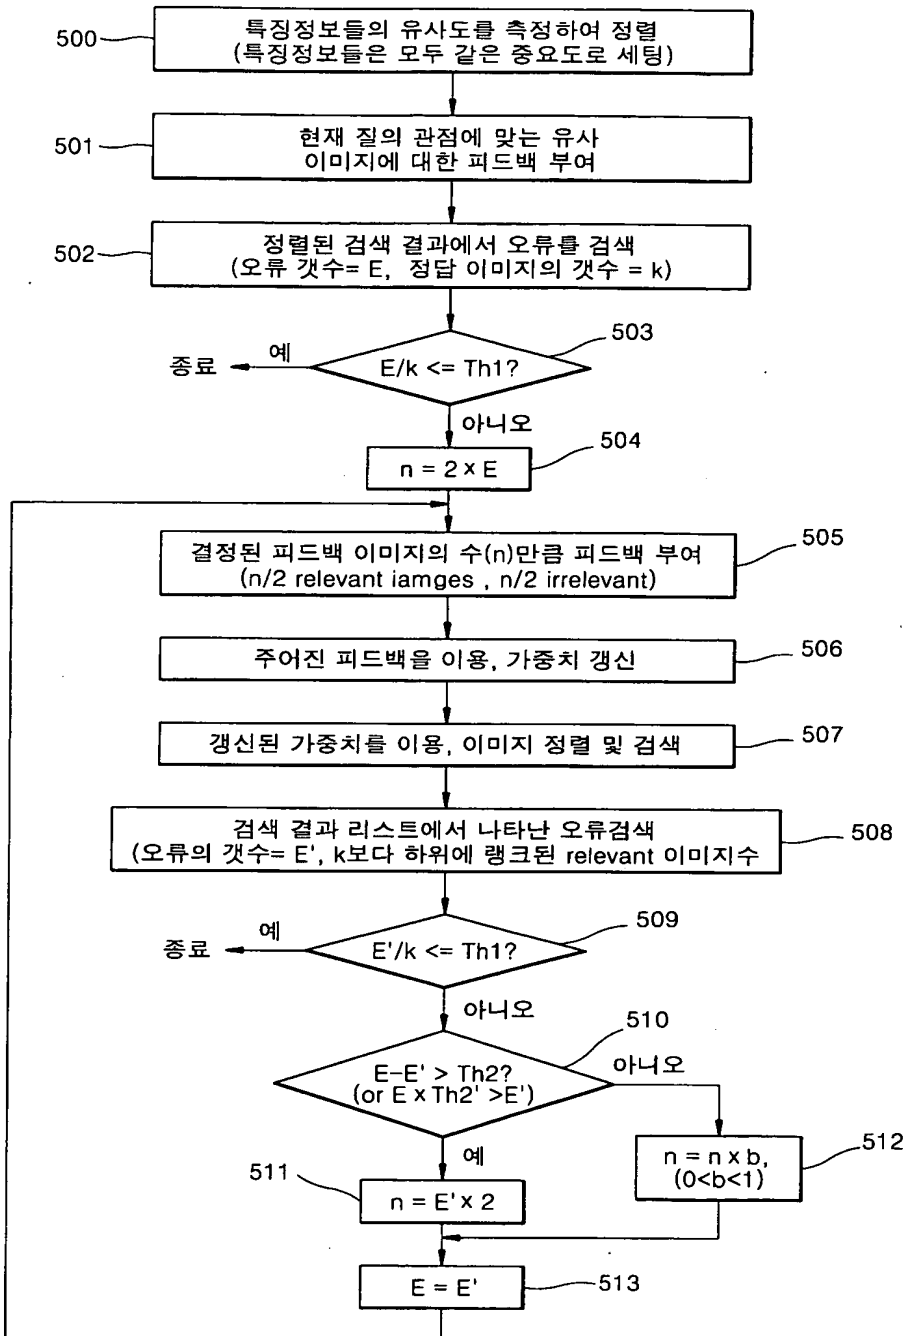 500
특징정보들의 유사도를 측정하여 정렬
(특징정보들은 모두 같은 중요도로 세팅)
501
현재 질의 관점에 맞는 유사
이미지에 대한 피드백 부여
502
정렬된 검색 결과에서 오류를 검색
(오류 갯수= E, 정답 이미지의 갯수 = k)
503
E/k <= Th1?
예
종료
아니오
504
n = 2 x E
505
결정된 피드백 이미지의 수(n)만큼 피드백 부여
(n/2 relevant iamges , n/2 irrelevant)
506
주어진 피드백을 이용, 가중치 갱신
507
갱신된 가중치를 이용, 이미지 정렬 및 검색
508
검색 결과 리스트에서 나타난 오류검색
(오류의 갯수= E', k보다 하위에 랭크된 relevant 이미지수
509
E'/k <= Th1?
예
종료
아니오
510
E-E' > Th2?
(or E x Th2' >E')
아니오
예
512
n = n x b,
(0<b<1)
511
n = E' x 2
513
E = E'